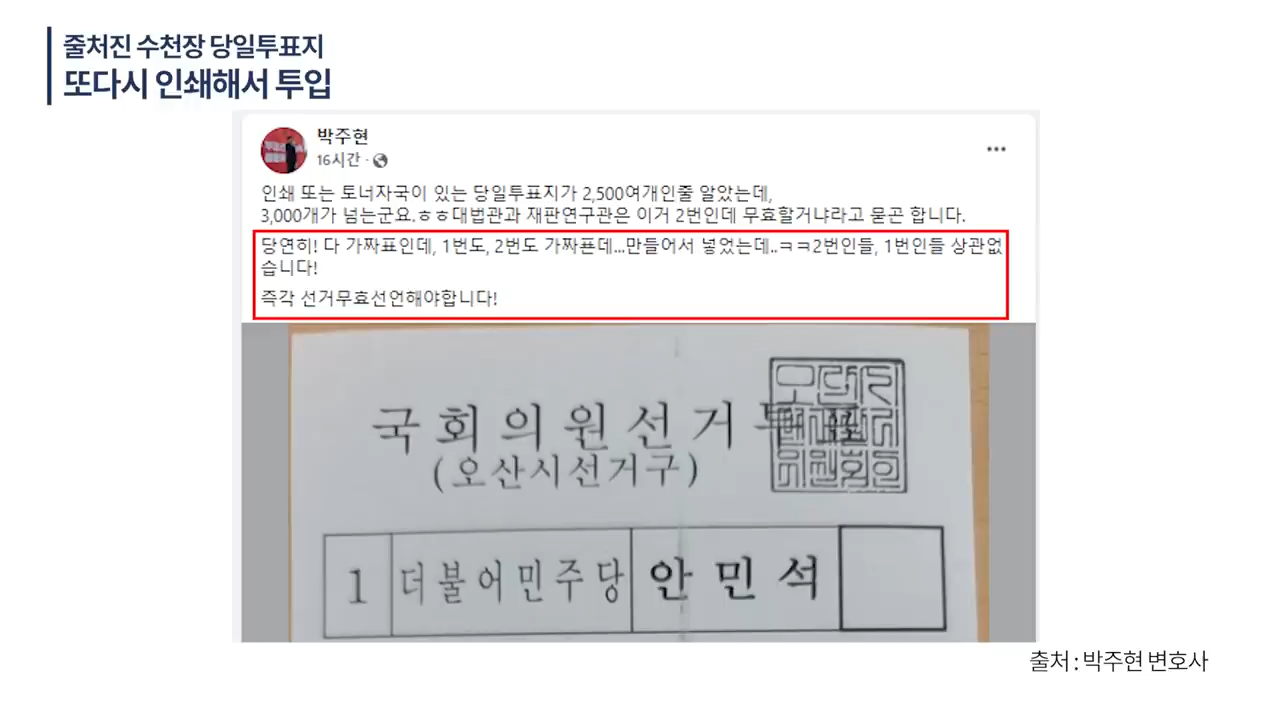 줄처진 수천장 당일투표지
또다시 인쇄해서 투입
박주현
16시간 ·
인쇄 또는 토너자국이 있는 당일투표지가 2,500여개인줄 알았는데,
3,000개가 넘는군요.ㅎㅎ대법관과 재판연구관은 이거 2번인데 무효할거냐라고 묻곤 합니다.
당연히! 다 가짜표인데, 1번도, 2번도 가짜푠데...만들어서 넣었는데..ㅋㅋ2번인들, 1번인들 상관없
습니다!
즉각 선거무효선언해야합니다!
국회의원선거투표
(오산시선거구)
1 더불어민주당 안민석
출처 : 박주현 변호사